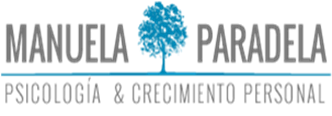 MANUELA PARADELA
PSICOLOGÍA & CRECIMIENTO PERSONAL